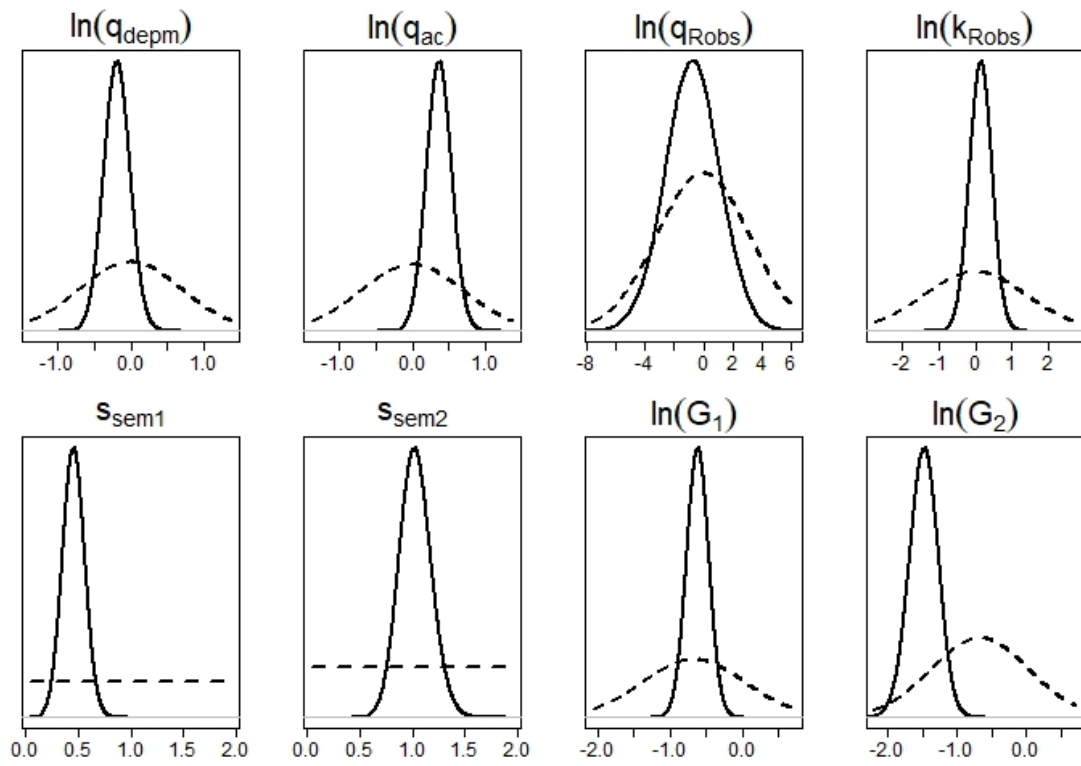 ln(q_depm) ln(q_ac) ln(q_Robs) ln(k_Robs)
-1.0 0.0 1.0 -1.0 0.0 1.0 -8 -4 0 2 4 6 -2 -1 0 1 2
s_sem1 s_sem2 ln(G_1) ln(G_2)
0.0 0.5 1.0 1.5 2.0 0.0 0.5 1.0 1.5 2.0 -2.0 -1.0 0.0 -2.0 -1.0 0.0